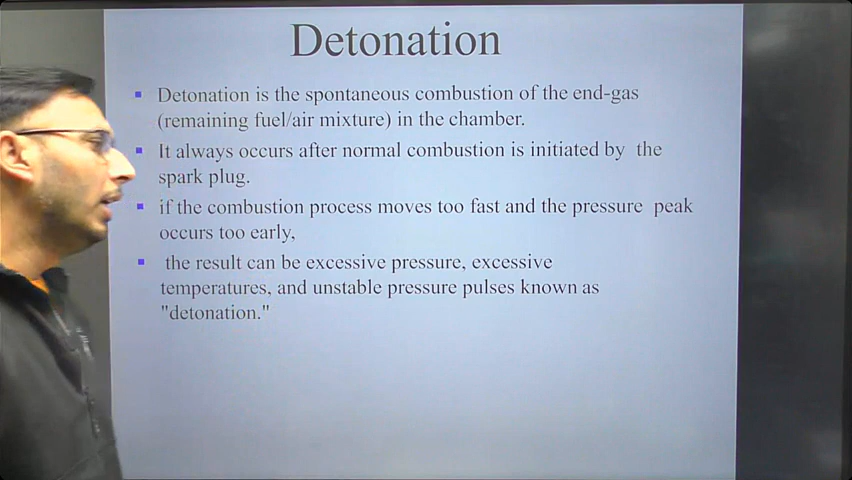 Detonation
▪ Detonation is the spontaneous combustion of the end-gas
(remaining fuel/air mixture) in the chamber.
▪ It always occurs after normal combustion is initiated by the
spark plug.
▪ if the combustion process moves too fast and the pressure peak
occurs too early,
▪ the result can be excessive pressure, excessive
temperatures, and unstable pressure pulses known as
"detonation."